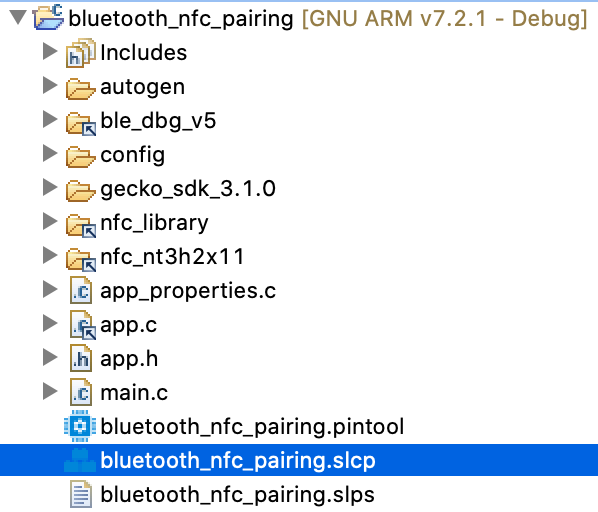 bluetooth_nfc_pairing [GNU ARM v7.2.1 - Debug]
Includes
autogen
ble_dbg_v5
config
gecko_sdk_3.1.0
nfc_library
nfc_nt3h2x11
.c app_properties.c
.c app.c
.h app.h
.c main.c
bluetooth_nfc_pairing.pintool
bluetooth_nfc_pairing.slcp
bluetooth_nfc_pairing.slps